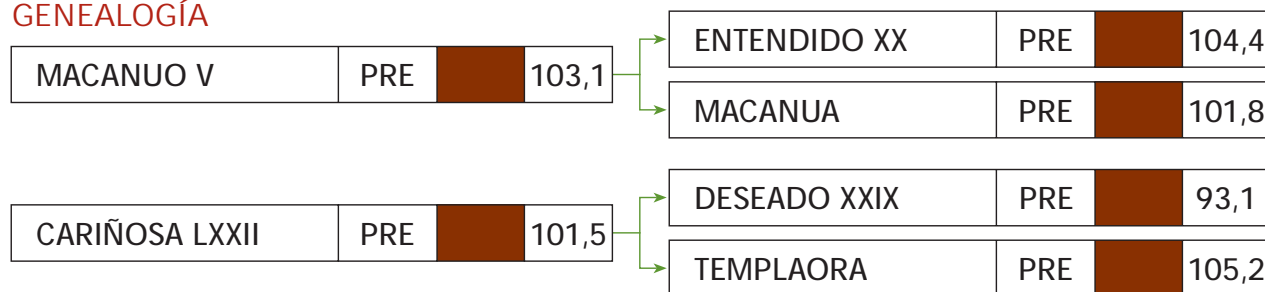 GENEALOGÍA
MACANUO V PRE 103,1
ENTENDIDO XX PRE 104,4
MACANUA PRE 101,8
CARIÑOSA LXXII PRE 101,5
DESEADO XXIX PRE 93,1
TEMPLAORA PRE 105,2